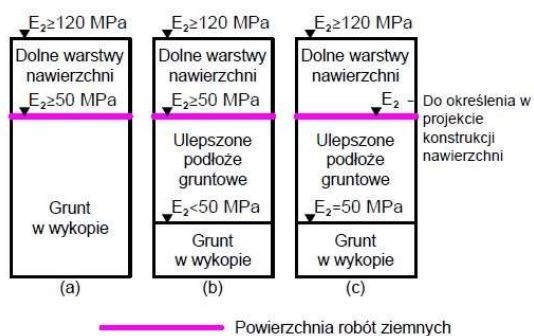 E₂≥120 MPa
Dolne warstwy
nawierzchni
E₂≥50 MPa
Grunt
w wykopie
(a)
E₂≥120 MPa
Dolne warstwy
nawierzchni
E₂≥50 MPa
Ulepszone
podłoże
gruntowe
E₂<50 MPa
Grunt
w wykopie
(b)
E₂≥120 MPa
Dolne warstwy
nawierzchni
E₂ -
Do określenia w
projekcie
konstrukcji
nawierzchni
Ulepszone
podłoże
gruntowe
E₂=50 MPa
Grunt
w wykopie
(c)
Powierzchnia robót ziemnych